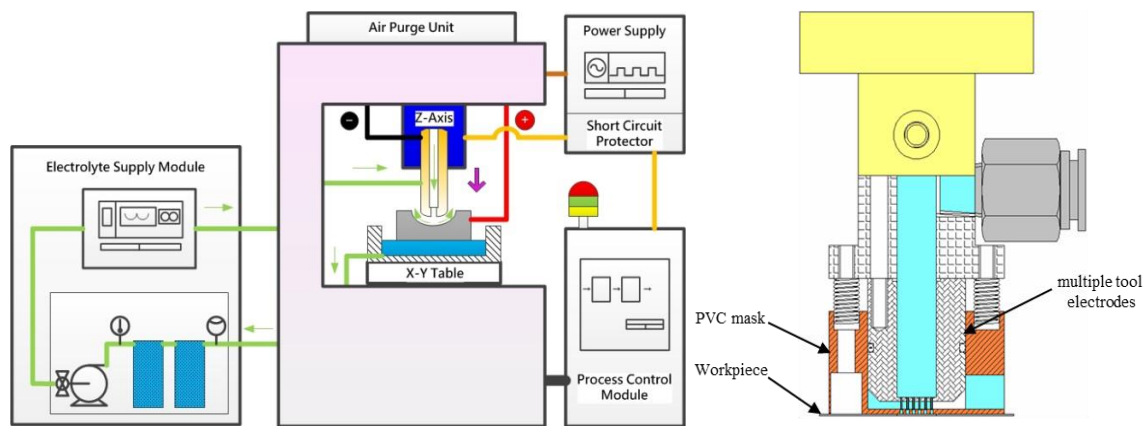 Air Purge Unit
Power Supply
Z-Axis
Short Circuit
Protector
Electrolyte Supply Module
X-Y Table
Process Control
Module
PVC mask
Workpiece
multiple tool
electrodes